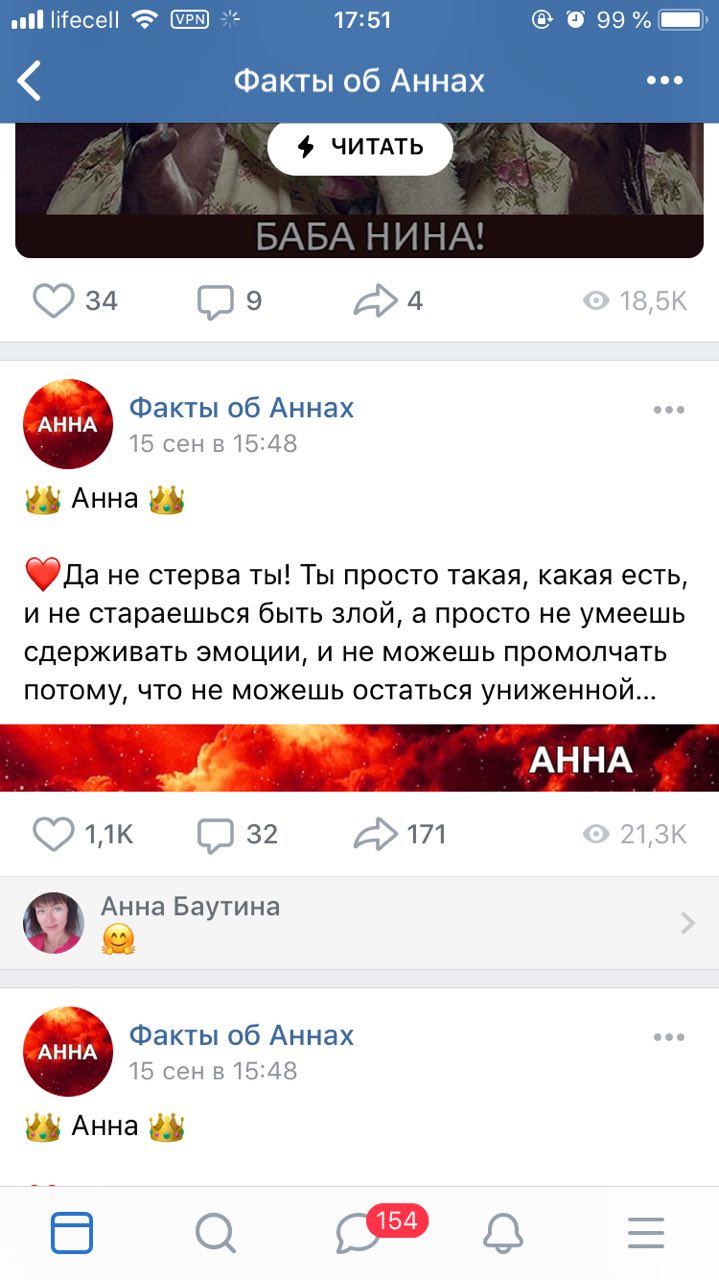 lifecell VPN 17:51 99 %
Факты об Аннах
ЧИТАТЬ
БАБА НИНА!
34 9 4 18,5K
АННА
Факты об Аннах
15 сен в 15:48
👑 Анна 👑
❤️Да не стерва ты! Ты просто такая, какая есть,
и не стараешься быть злой, а просто не умеешь
сдерживать эмоции, и не можешь промолчать
потому, что не можешь остаться униженной...
АННА
1,1K 32 171 21,3K
Анна Баутина
🤗
АННА
Факты об Аннах
15 сен в 15:48
👑 Анна 👑
154